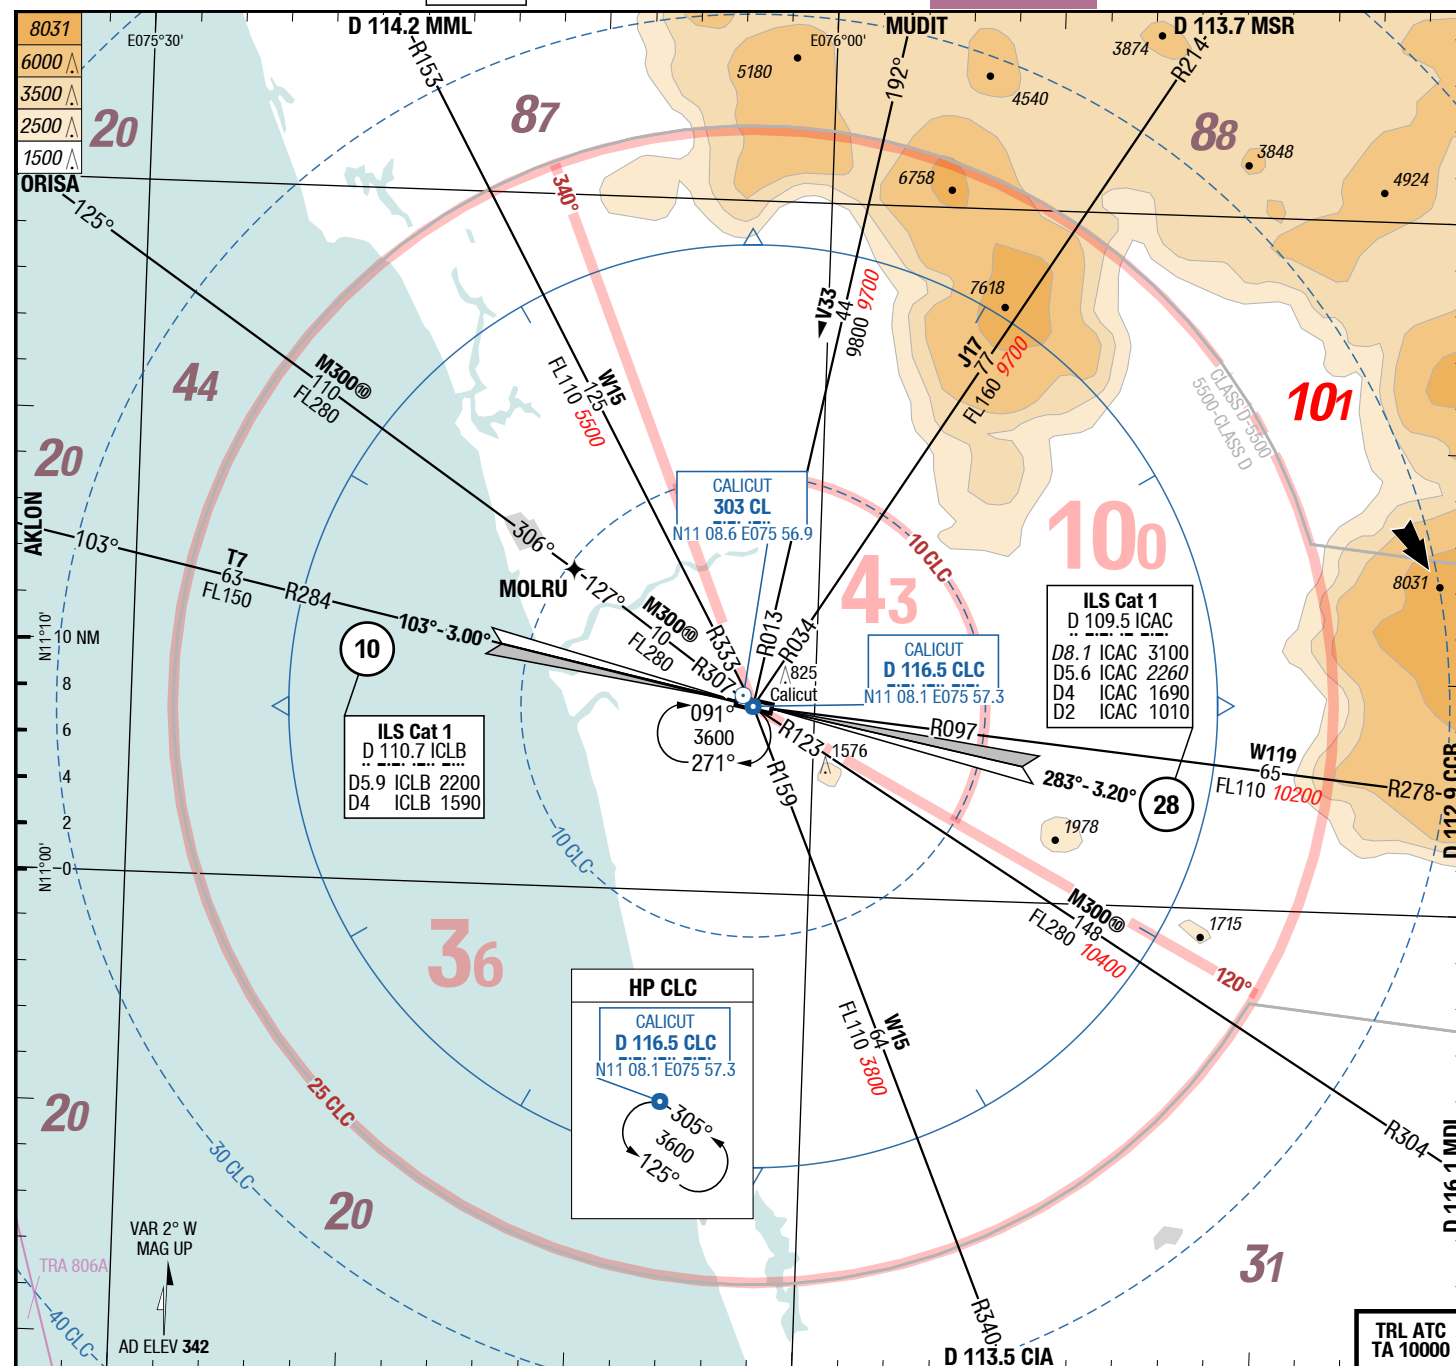 8031
6000
3500
2500
1500
E075°30'
D 114.2 MML
R153
E076°00'
MUDIT
192°
D 113.7 MSR
R214
3874
5180
4540
20
87
88
3848
4924
6758
ORISA
125°
340°
7618
V33
44
9800 9700
J17
77
FL160 9700
CLASS D-5500
5500-CLASS D
101
44
M300⑩
110
FL280
W15
125
FL110 5500
20
AKLON
103°
T7
63
FL150
R284
103°-3.00°
306°
MOLRU
127°
M300⑩
10
FL280
R307
R333
R013
R034
CALICUT
303 CL
N11 08.6 E075 56.9
10 CLC
43
100
8031
ILS Cat 1
D 109.5 ICAC
D8.1 ICAC 3100
D5.6 ICAC 2260
D4 ICAC 1690
D2 ICAC 1010
CALICUT
D 116.5 CLC
N11 08.1 E075 57.3
825
Calicut
N11°10'
10 NM
8
6
4
2
0
N11°00'
10
ILS Cat 1
D 110.7 ICLB
D5.9 ICLB 2200
D4 ICLB 1590
091°
3600
271°
R123
1576
R159
R097
283°-3.20°
28
W119
65
FL110 10200
R278
D 112.9 CCB
1978
10 CLC
M300⑩
148
FL280 10400
1715
120°
36
HP CLC
CALICUT
D 116.5 CLC
N11 08.1 E075 57.3
305°
3600
125°
W15
64
FL110 3800
25 CLC
20
30 CLC
20
R304
D 116.1 MDI
31
VAR 2° W
MAG UP
TRA 806A
40 CLC
AD ELEV 342
R340
D 113.5 CIA
TRL ATC
TA 10000